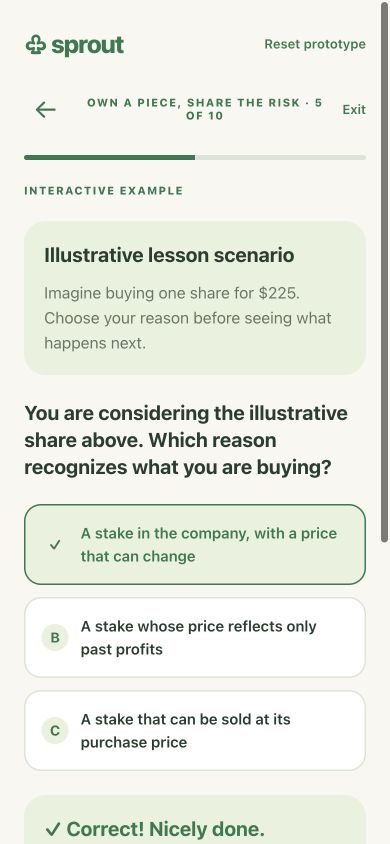 sprout
Reset prototype
OWN A PIECE, SHARE THE RISK · 5
OF 10
Exit
INTERACTIVE EXAMPLE
Illustrative lesson scenario
Imagine buying one share for $225.
Choose your reason before seeing what
happens next.
You are considering the illustrative
share above. Which reason
recognizes what you are buying?
A stake in the company, with a price
that can change
B
A stake whose price reflects only
past profits
C
A stake that can be sold at its
purchase price
✓ Correct! Nicely done.